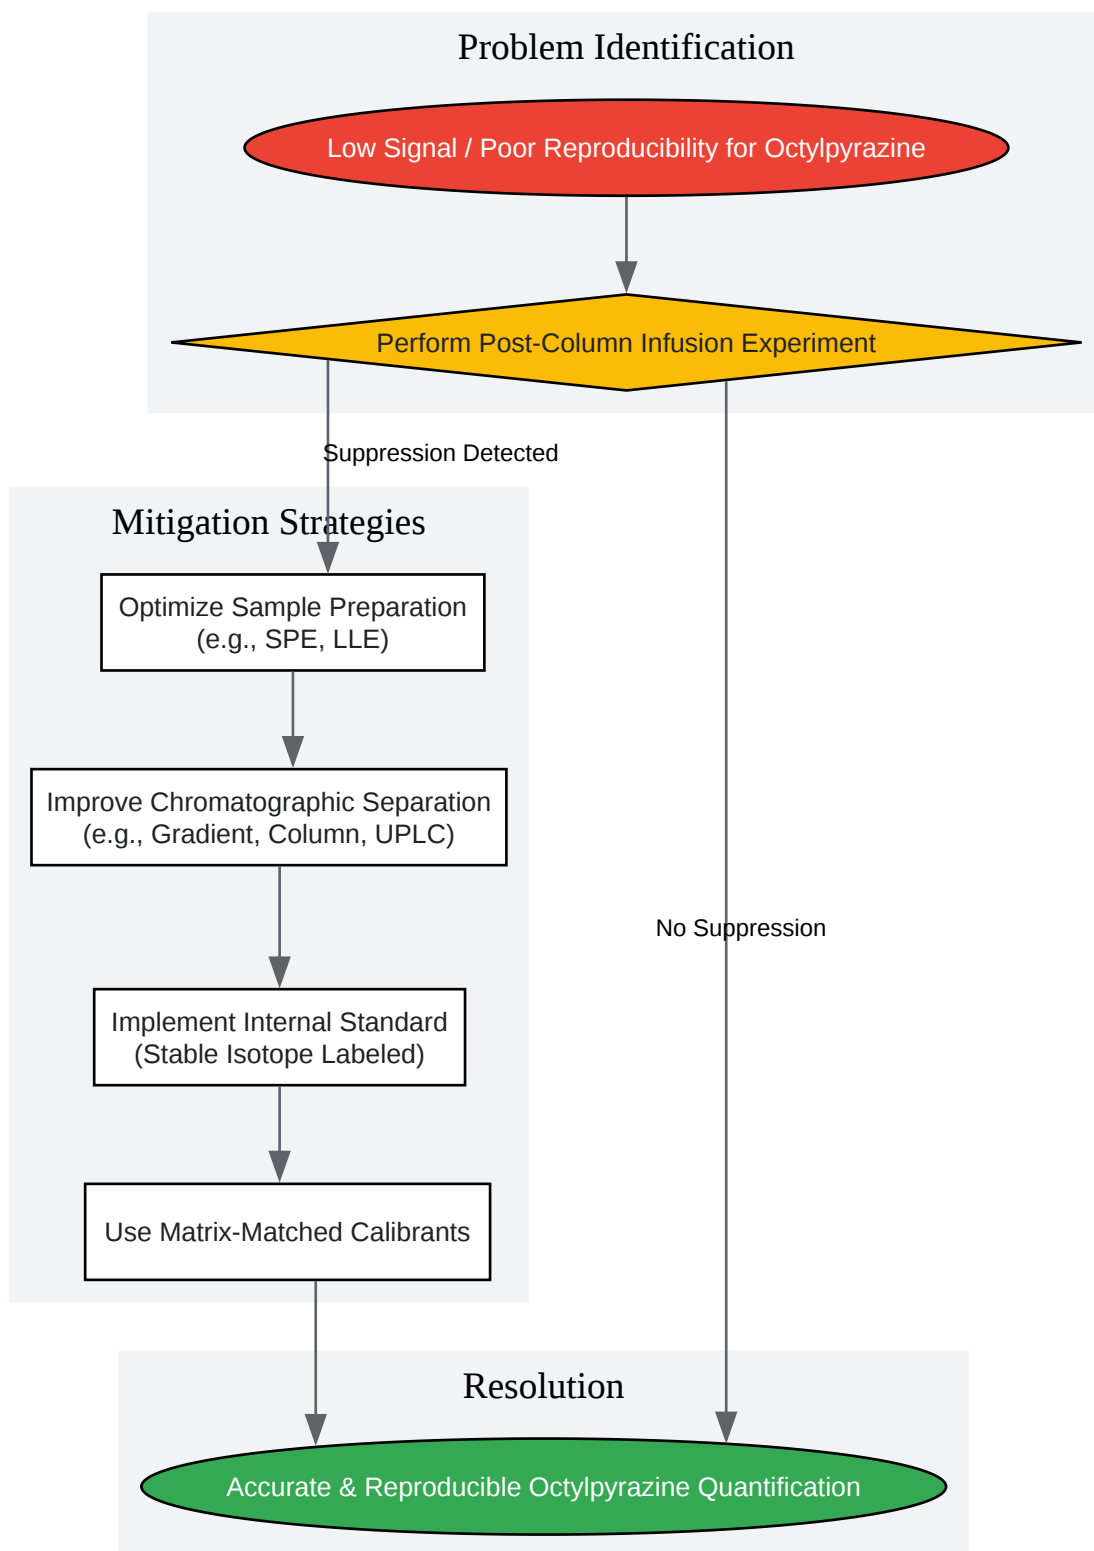 Problem Identification
Low Signal / Poor Reproducibility for Octylpyrazine
Perform Post-Column Infusion Experiment
Suppression Detected
Mitigation Strategies
Optimize Sample Preparation
(e.g., SPE, LLE)
Improve Chromatographic Separation
(e.g., Gradient, Column, UPLC)
No Suppression
Implement Internal Standard
(Stable Isotope Labeled)
Use Matrix-Matched Calibrants
Resolution
Accurate & Reproducible Octylpyrazine Quantification